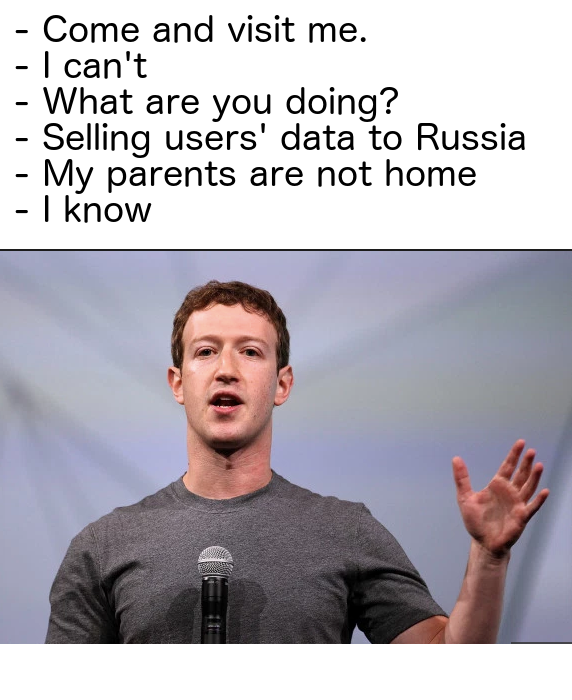 - Come and visit me.
- I can't
- What are you doing?
- Selling users' data to Russia
- My parents are not home
- I know